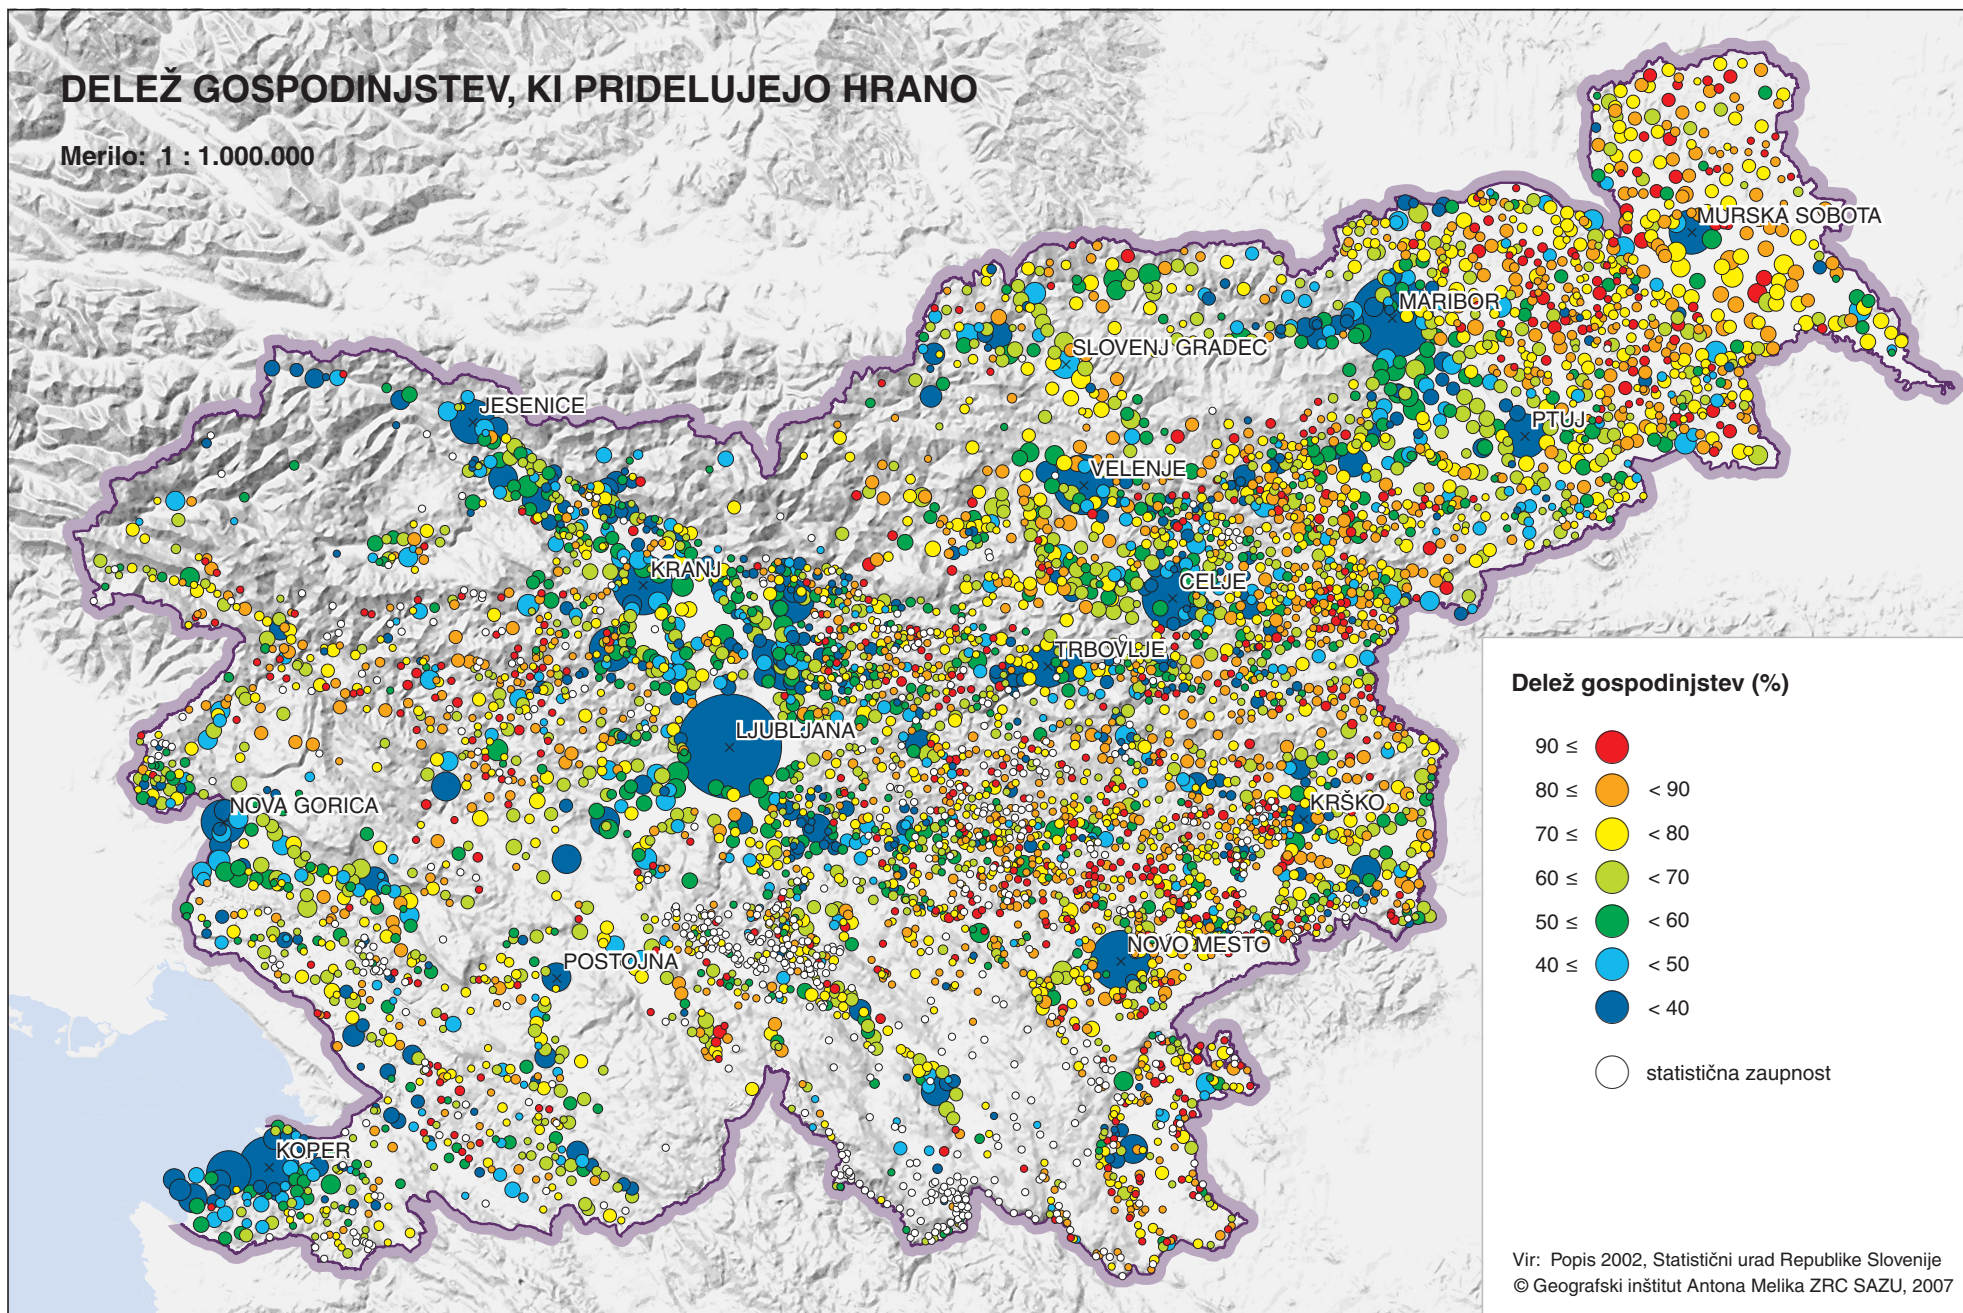 DELEŽ GOSPODINJSTEV, KI PRIDELUJEJO HRANO
Merilo: 1 : 1.000.000
MURSKA SOBOTA
MARIBOR
SLOVENJ GRADEC
JESENICE
PTUJ
VELENJE
KRANJ
CELJE
TRBOVLJE
LJUBLJANA
NOVA GORICA
KRŠKO
NOVO MESTO
POSTOJNA
KOPER
Delež gospodinjstev (%)
90 ≤
80 ≤ < 90
70 ≤ < 80
60 ≤ < 70
50 ≤ < 60
40 ≤ < 50
< 40
statistična zaupnost
Vir: Popis 2002, Statistični urad Republike Slovenije
© Geografski inštitut Antona Melika ZRC SAZU, 2007